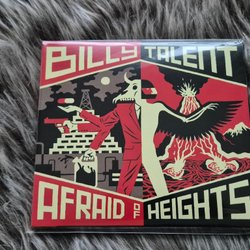 BILLY TALENT
AFRAID OF HEIGHTS